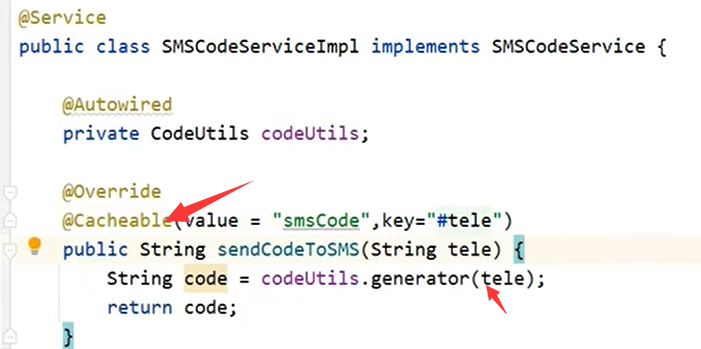 @Service
public class SMSCodeServiceImpl implements SMSCodeService {
@Autowired
private CodeUtils codeUtils;
@Override
@Cacheable(value = "smsCode",key="#tele")
public String sendCodeToSMS(String tele) {
String code = codeUtils.generator(tele);
return code;
}